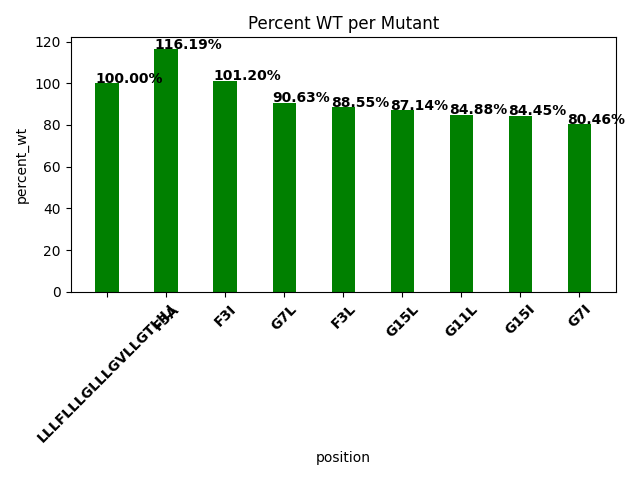 Percent WT per Mutant
percent_wt
120
100
80
60
40
20
0
100.00%
116.19%
101.20%
90.63%
88.55%
87.14%
84.88%
84.45%
80.46%
F3A
F3I
G7L
F3L
G15L
G11L
G15I
G7I
position